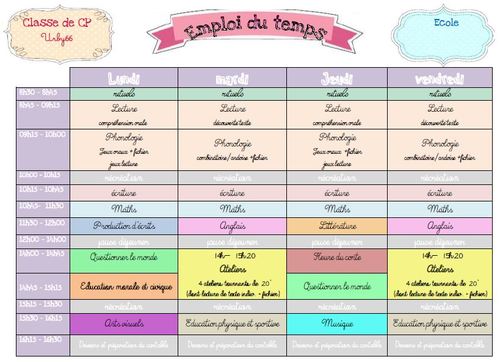 Classe de CP
Urby66
Emploi du temps
Ecole
Lundi mardi Jeudi vendredi
8h30 - 8h45 rituels rituels rituels rituels
8h45 - 09h15 Lecture Lecture Lecture Lecture
compréhension orale découverte texte compréhension orale découverte texte
09h15 - 10h00 Phonologie Phonologie Phonologie Phonologie
Jeux oraux + fichier combinatoire/ardoise + fichier Jeux oraux + fichier combinatoire/ardoise + fichier
jeux lecture jeux lecture
10h00 - 10h15 récréation récréation récréation récréation
10h15 - 10h45 écriture écriture écriture écriture
10h45 - 11h30 Maths Maths Maths Maths
11h30 - 12h00 Production d'écrits Anglais Littérature Anglais
12h00 - 14h00 pause déjeuner pause déjeuner pause déjeuner pause déjeuner
14h00 - 14h45 Questionner le monde 14h - 15h20 Heure du conte 14h - 15h20
Ateliers Ateliers
14h45 - 15h15 Education morale et civique 4 ateliers tournants de 20' Questionner le monde 4 ateliers tournants de 20'
(dont lecture de texte indiv. + fichier) (dont lecture de texte indiv. + fichier)
15h15 - 15h30 récréation récréation récréation récréation
15h30 - 16h15 Arts visuels Education physique et sportive Musique Education physique et sportive
16h15 - 16h30 Devoirs et préparation du cartable Devoirs et préparation du cartable Devoirs et préparation du cartable Devoirs et préparation du cartable